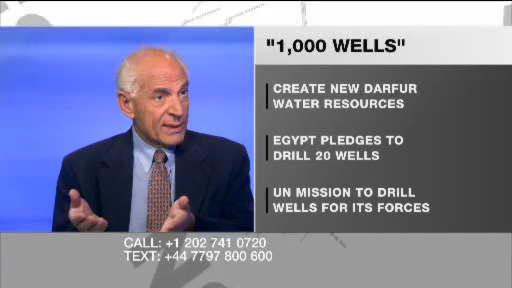 "1,000 WELLS"
CREATE NEW DARFUR
WATER RESOURCES
EGYPT PLEDGES TO
DRILL 20 WELLS
UN MISSION TO DRILL
WELLS FOR ITS FORCES
CALL: +1 202 741 0720
TEXT: +44 7797 800 600